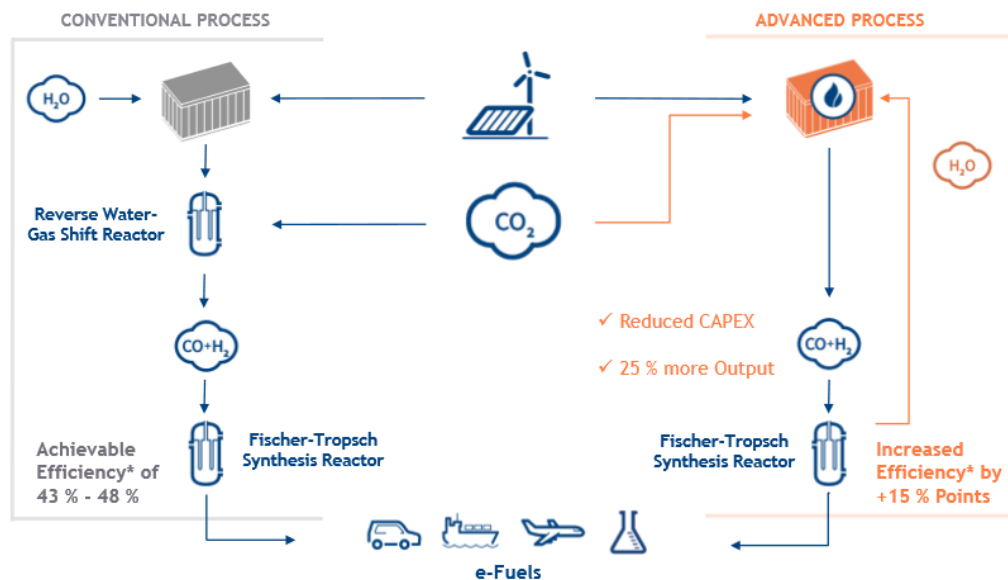 CONVENTIONAL PROCESS
ADVANCED PROCESS
H₂O
H₂O
Reverse Water-
Gas Shift Reactor
CO₂
CO+H₂
✓ Reduced CAPEX
✓ 25 % more Output
CO+H₂
Achievable
Efficiency* of
43 % - 48 %
Fischer-Tropsch
Synthesis Reactor
Fischer-Tropsch
Synthesis Reactor
Increased
Efficiency* by
+15 % Points
e-Fuels